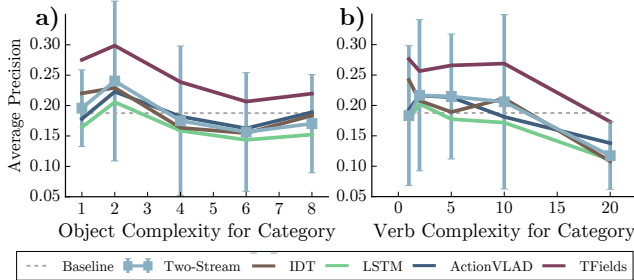 a) b)
0.30 0.30
0.25 0.25
0.20 0.20
0.15 0.15
0.10 0.10
0.05 0.05
Average Precision
1 2 3 4 5 6 7 8 0 5 10 15 20
Object Complexity for Category Verb Complexity for Category
Baseline Two-Stream IDT LSTM ActionVLAD TFields